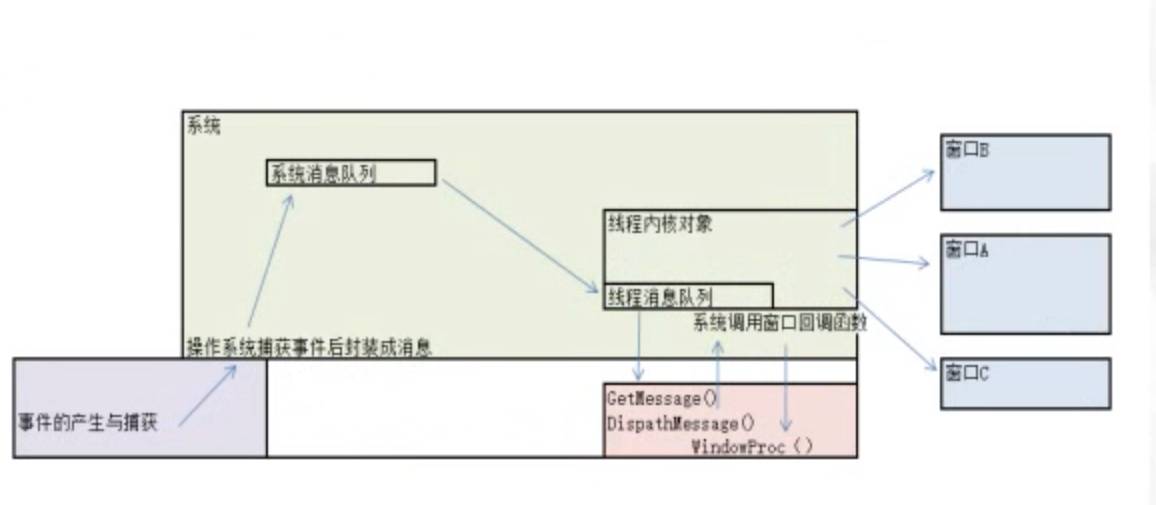 系统
系统消息队列
窗口B
线程内核对象
窗口A
线程消息队列
系统调用窗口回调函数
操作系统捕获事件后封装成消息
窗口C
事件的产生与捕获
GetMessage()
DispathMessage()
WindowProc()